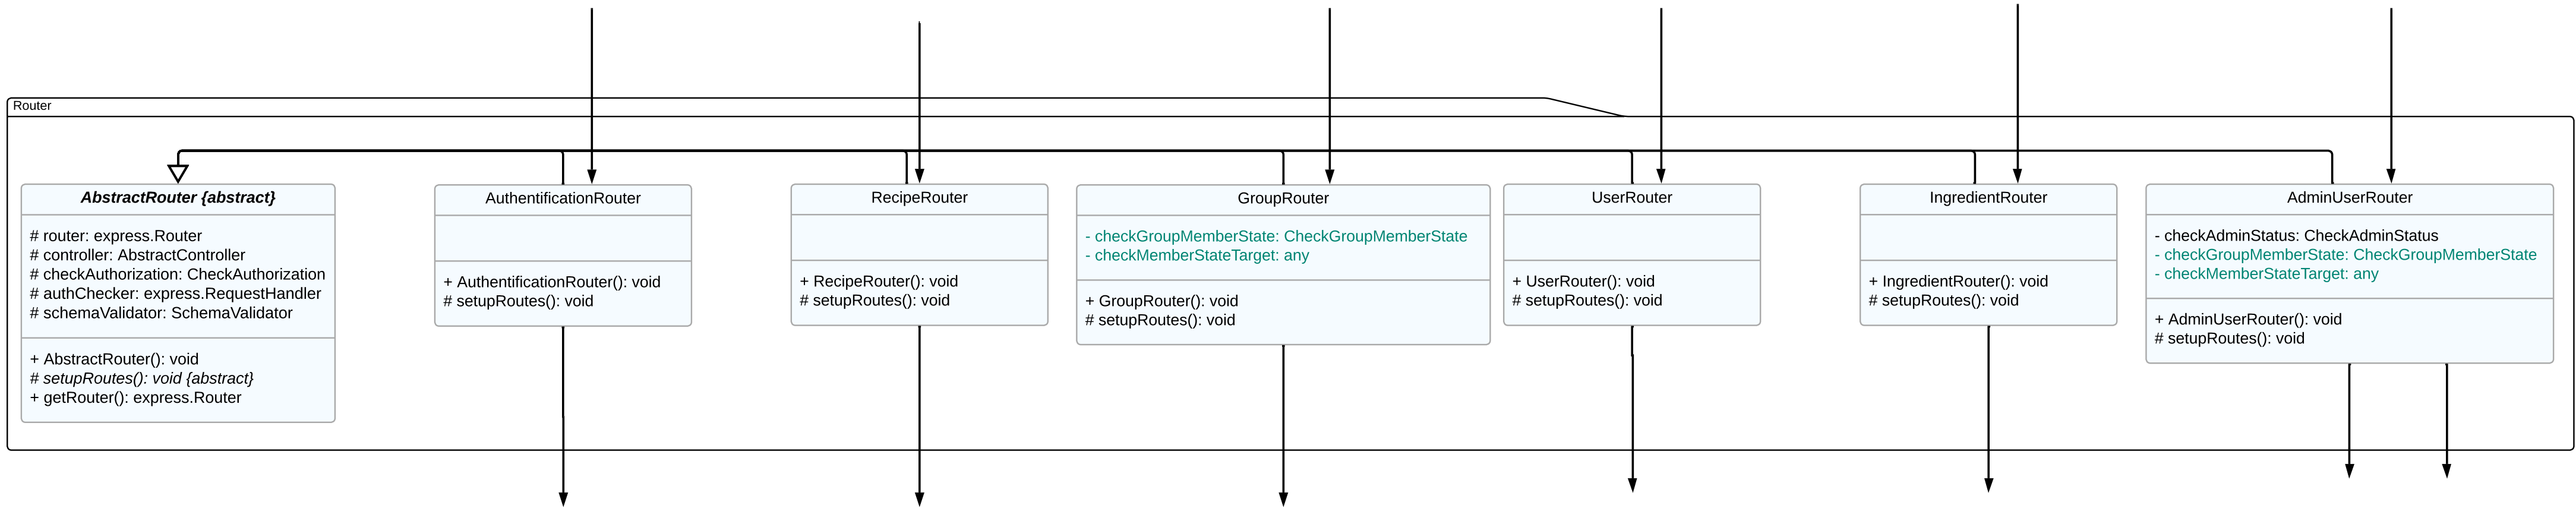 Router
AbstractRouter {abstract}
# router: express.Router
# controller: AbstractController
# checkAuthorization: CheckAuthorization
# authChecker: express.RequestHandler
# schemaValidator: SchemaValidator
+ AbstractRouter(): void
# setupRoutes(): void {abstract}
+ getRouter(): express.Router
AuthentificationRouter
+ AuthentificationRouter(): void
# setupRoutes(): void
RecipeRouter
+ RecipeRouter(): void
# setupRoutes(): void
GroupRouter
- checkGroupMemberState: CheckGroupMemberState
- checkMemberStateTarget: any
+ GroupRouter(): void
# setupRoutes(): void
UserRouter
+ UserRouter(): void
# setupRoutes(): void
IngredientRouter
+ IngredientRouter(): void
# setupRoutes(): void
AdminUserRouter
- checkAdminStatus: CheckAdminStatus
- checkGroupMemberState: CheckGroupMemberState
- checkMemberStateTarget: any
+ AdminUserRouter(): void
# setupRoutes(): void